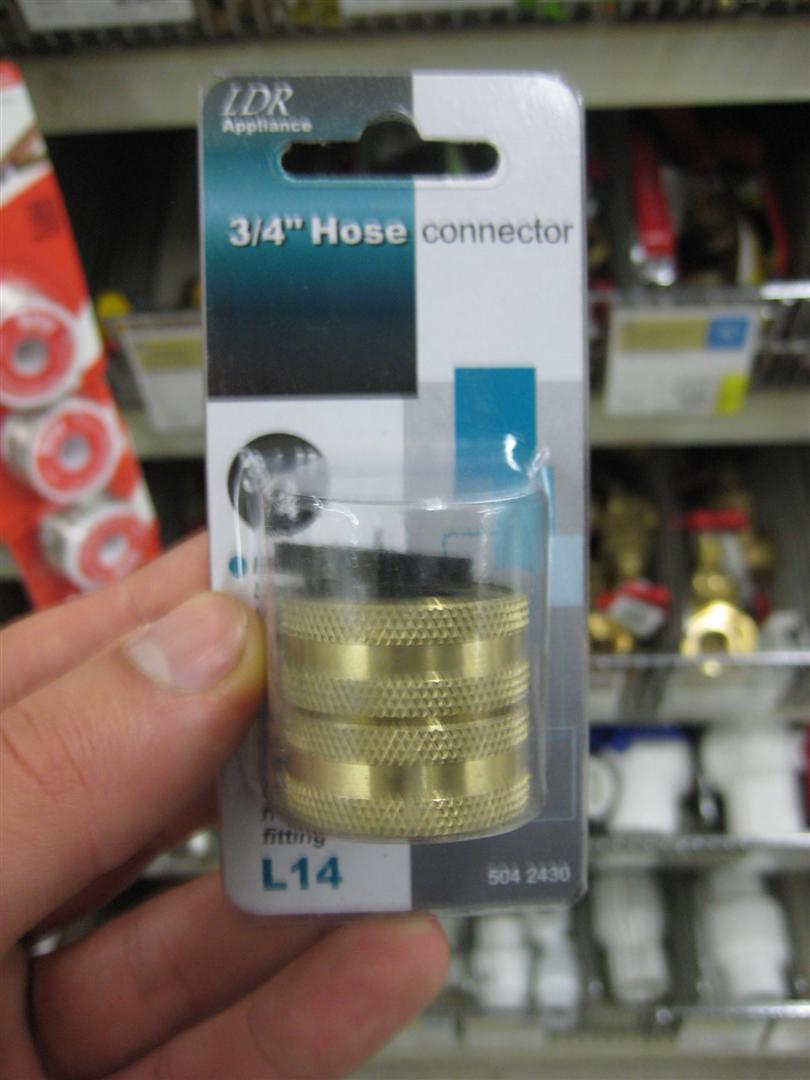 LDR
Appliance
3/4" Hose connector
fitting
L14
504 2430